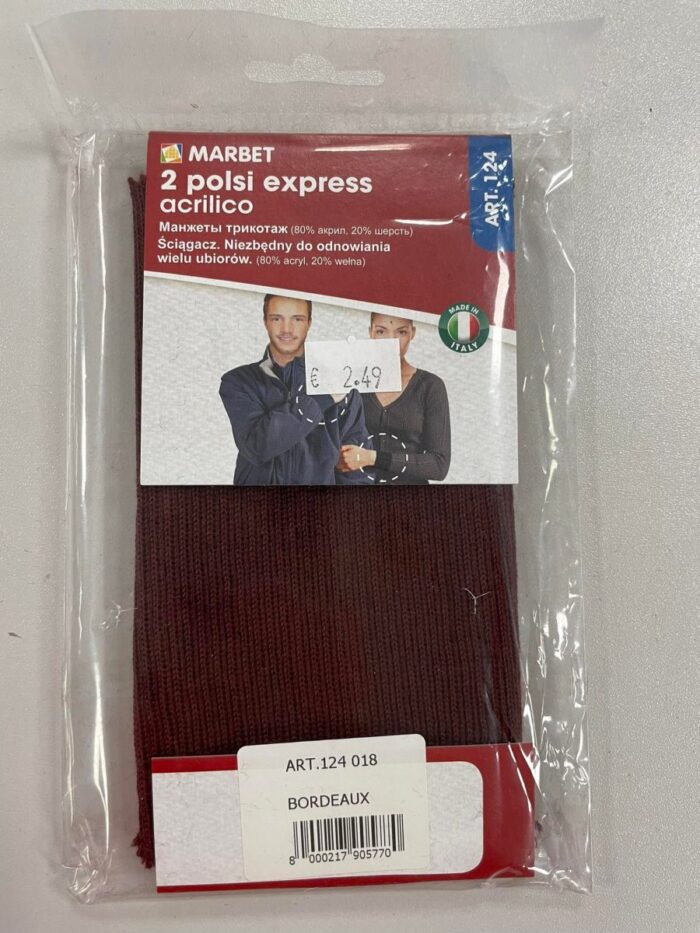 MARBET
2 polsi express
acrilico
Манжеты трикотаж (80% акрил, 20% шерсть)
Ściągacz. Niezbędny do odnowiania
wielu ubiorów. (80% acryl, 20% wełna)
ART. 124
MADE IN
ITALY
€ 2.49
ART.124 018
BORDEAUX
8 000217 905770